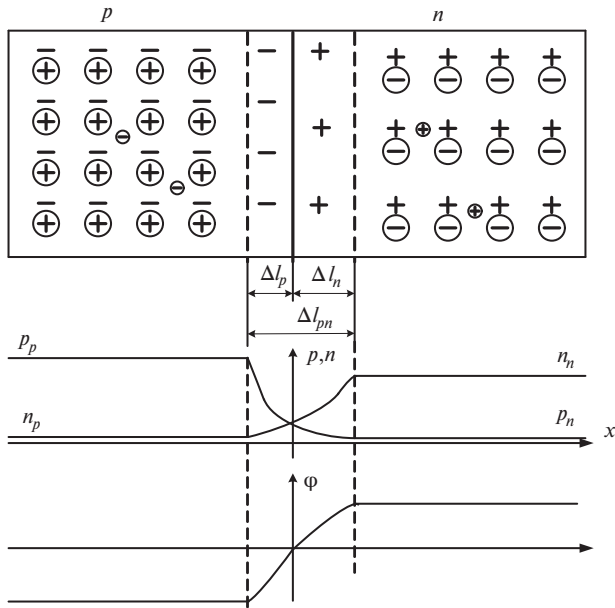 p n
Δl_p Δl_n
Δl_pn
p_p p,n n_n
n_p p_n
x
φ